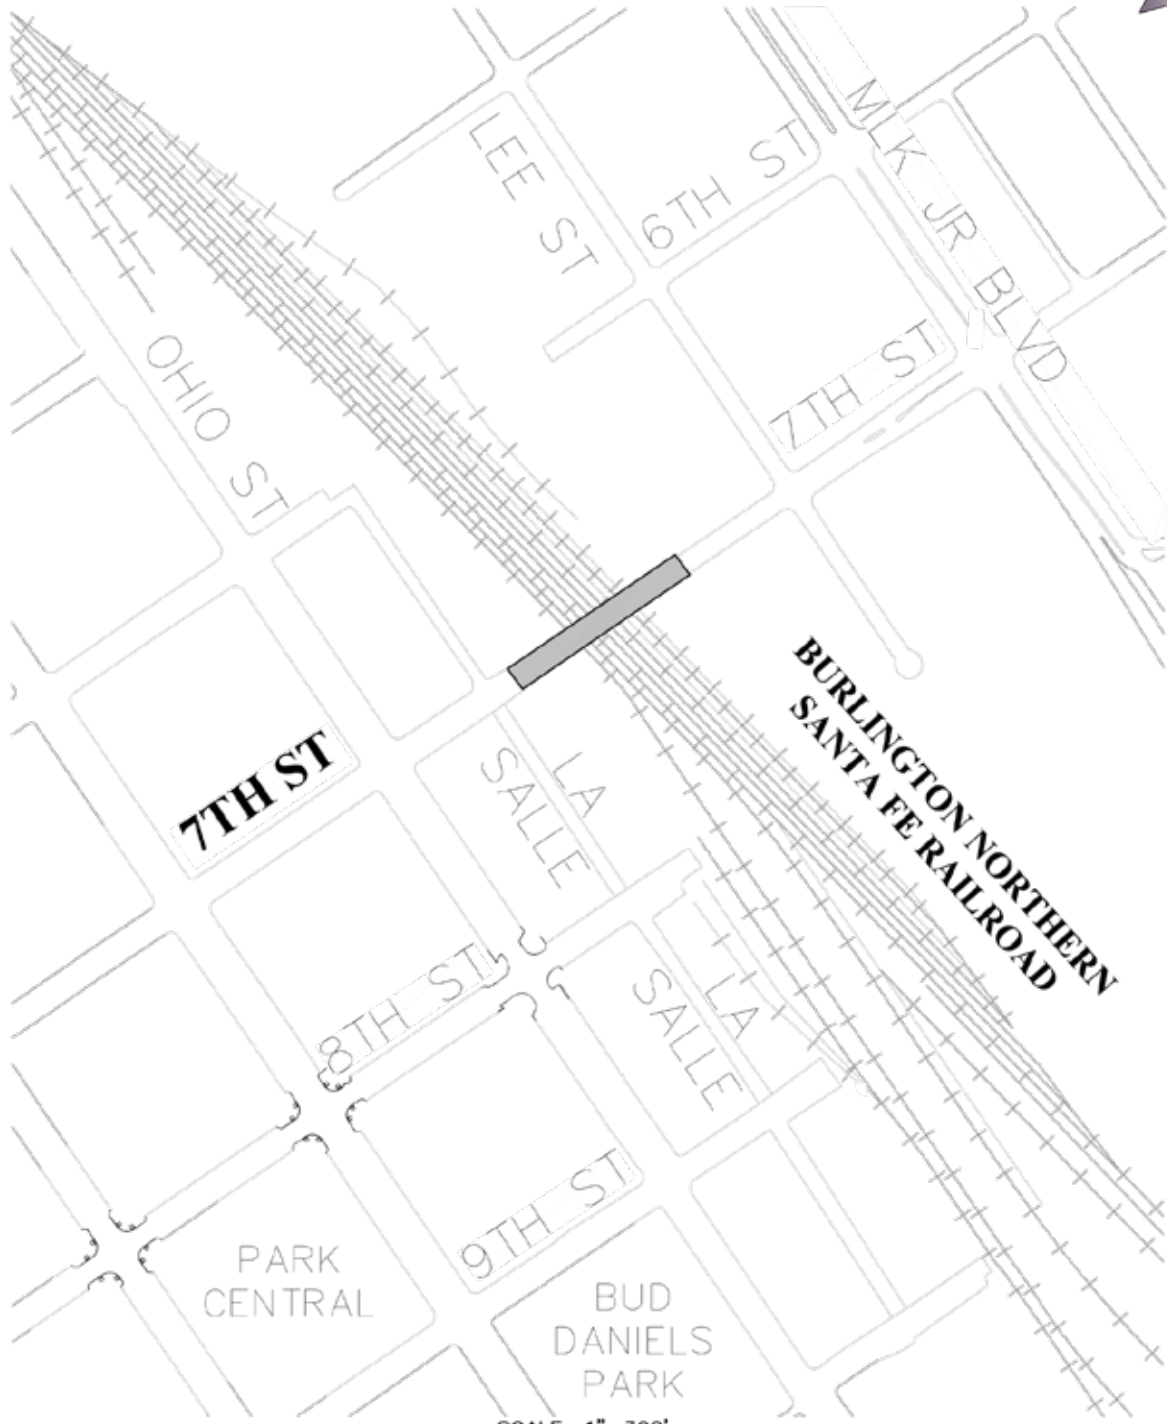 MLK JR BLVD
LEE ST
6TH ST
7TH ST
OHIO ST
BURLINGTON NORTHERN
SANTA FE RAILROAD
7TH ST
LA
SALLE
8TH ST
LA
SALLE
9TH ST
PARK
CENTRAL
BUD
DANIELS
PARK